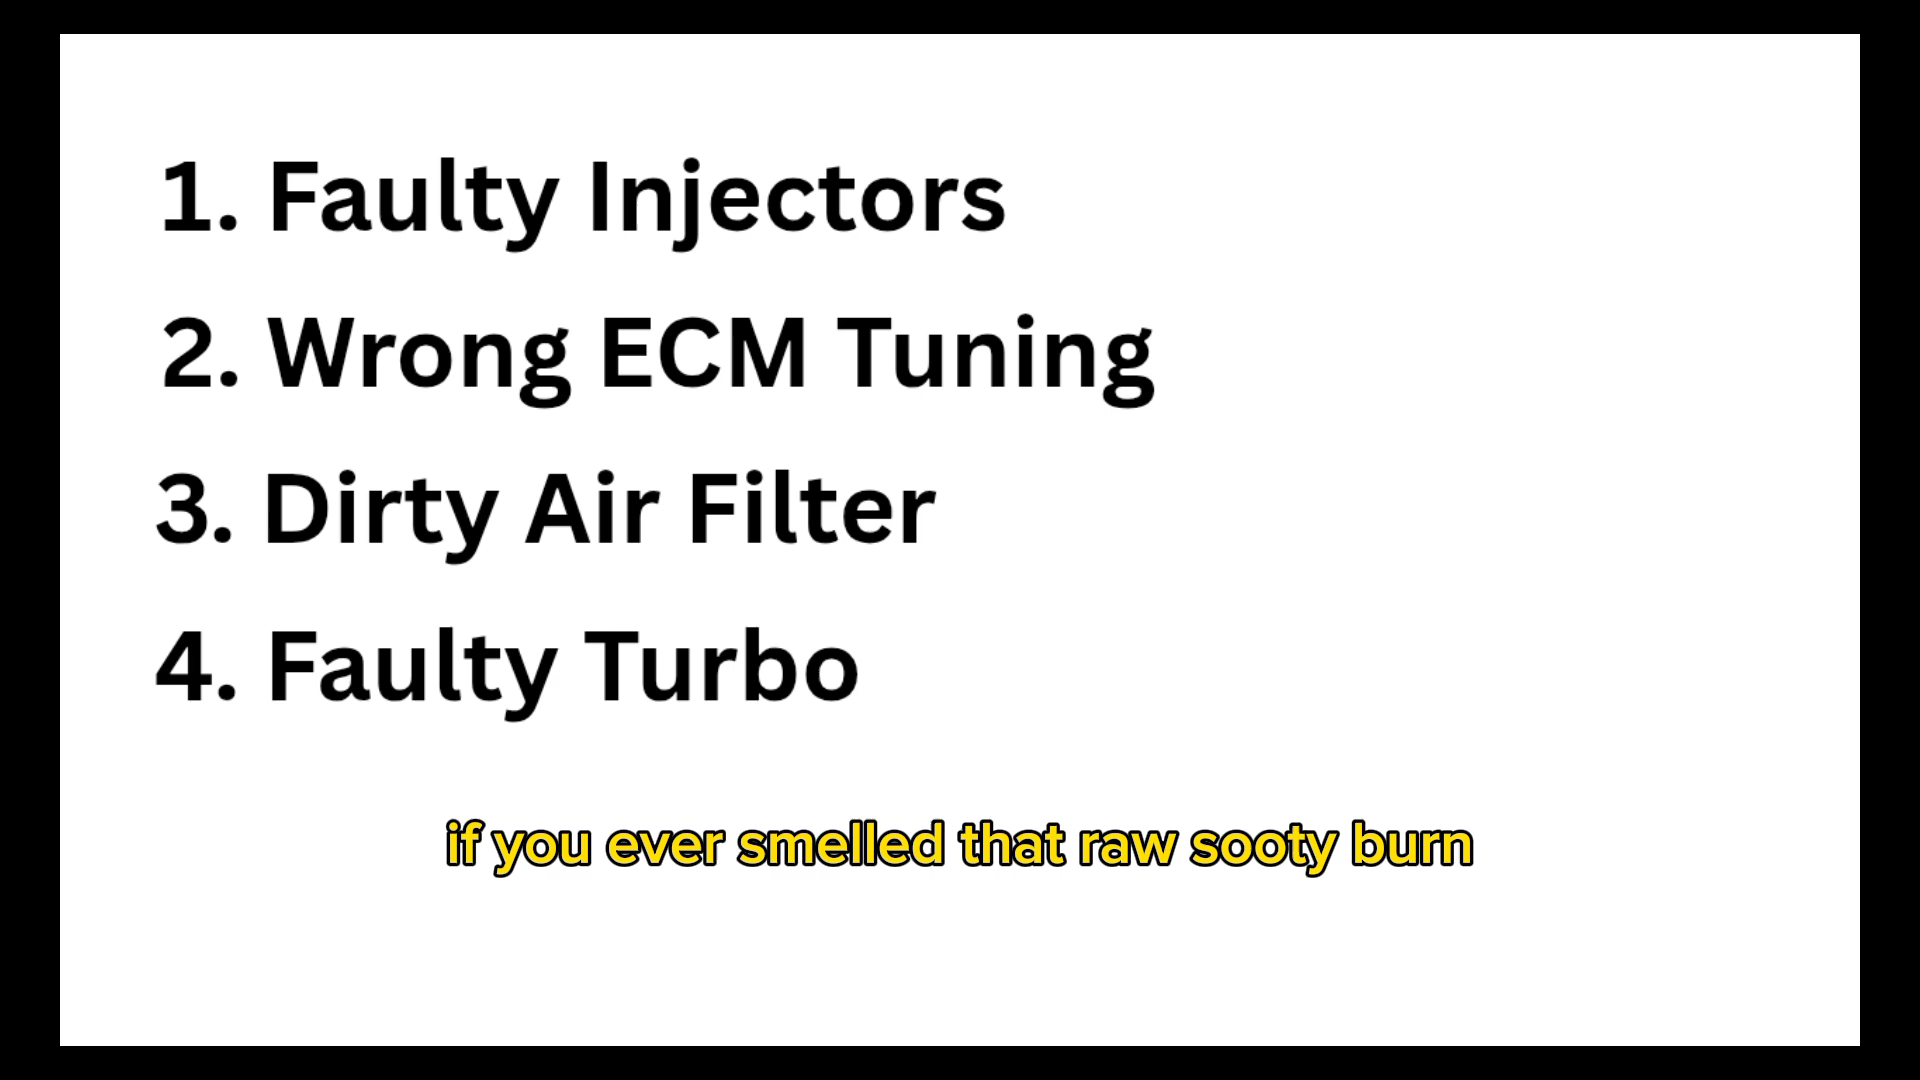 1. Faulty Injectors
2. Wrong ECM Tuning
3. Dirty Air Filter
4. Faulty Turbo
if you ever smelled that raw sooty burn